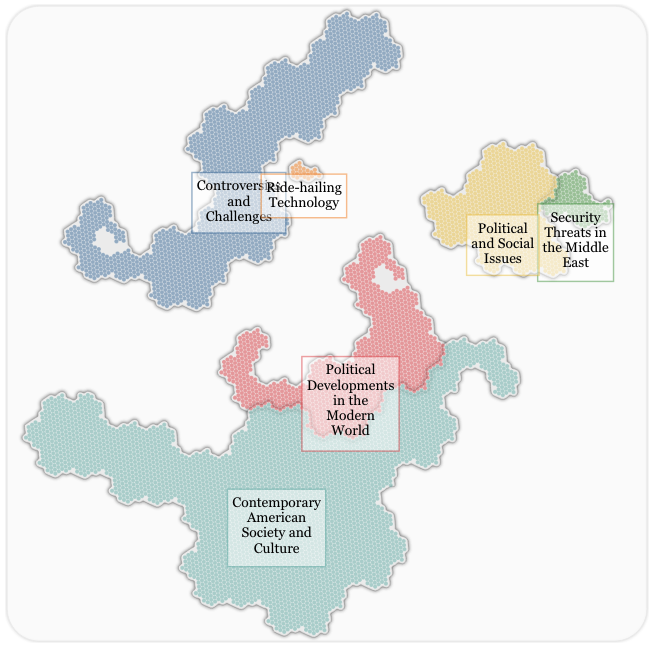 Controversies
and
Challenges
Ride-hailing
Technology
Political
and Social
Issues
Security
Threats in
the Middle
East
Political
Developments
in the
Modern
World
Contemporary
American
Society and
Culture